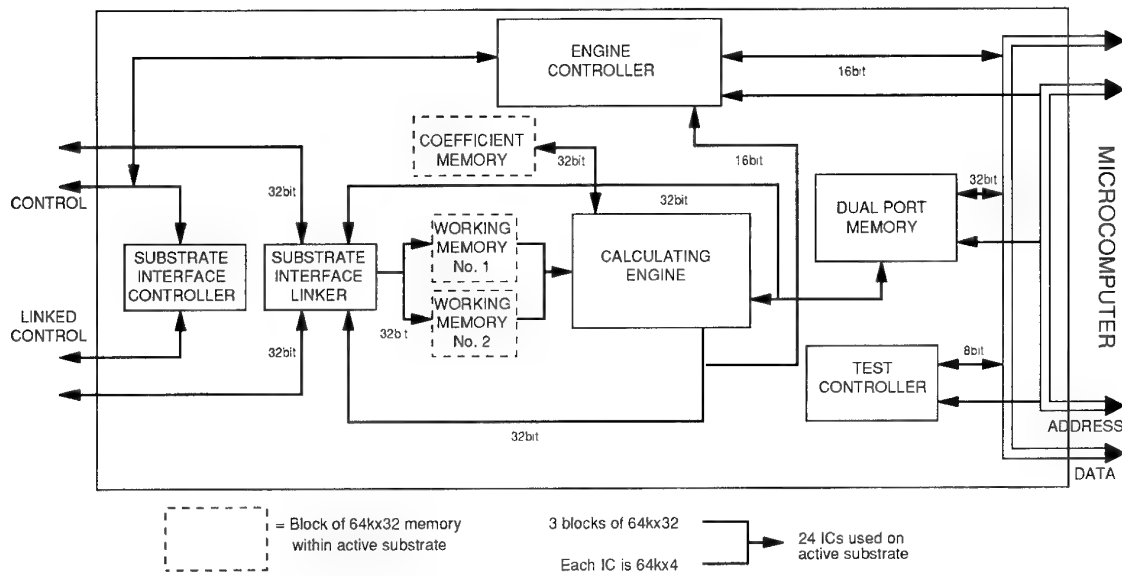 ENGINE
CONTROLLER
16bit
COEFFICIENT
MEMORY
32bit
16bit
CONTROL
32bit
32bit
32bit
DUAL PORT
MEMORY
MICROCOMPUTER
SUBSTRATE
INTERFACE
CONTROLLER
SUBSTRATE
INTERFACE
LINKER
WORKING
MEMORY
No. 1
CALCULATING
ENGINE
WORKING
MEMORY
No. 2
32bit
LINKED
CONTROL
32bit
TEST
CONTROLLER
8bit
32bit
ADDRESS
DATA
= Block of 64kx32 memory
within active substrate
3 blocks of 64kx32
Each IC is 64kx4
24 ICs used on
active substrate